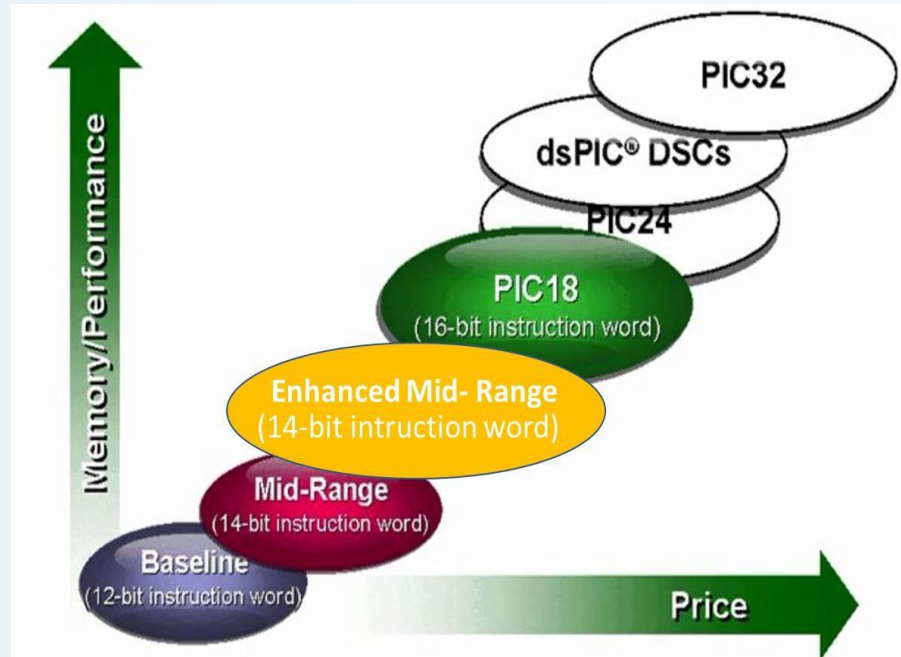 PIC32
dsPIC® DSCs
PIC24
PIC18
(16-bit instruction word)
Enhanced Mid- Range
(14-bit intruction word)
Mid-Range
(14-bit instruction word)
Baseline
(12-bit instruction word)
Memory/Performance
Price